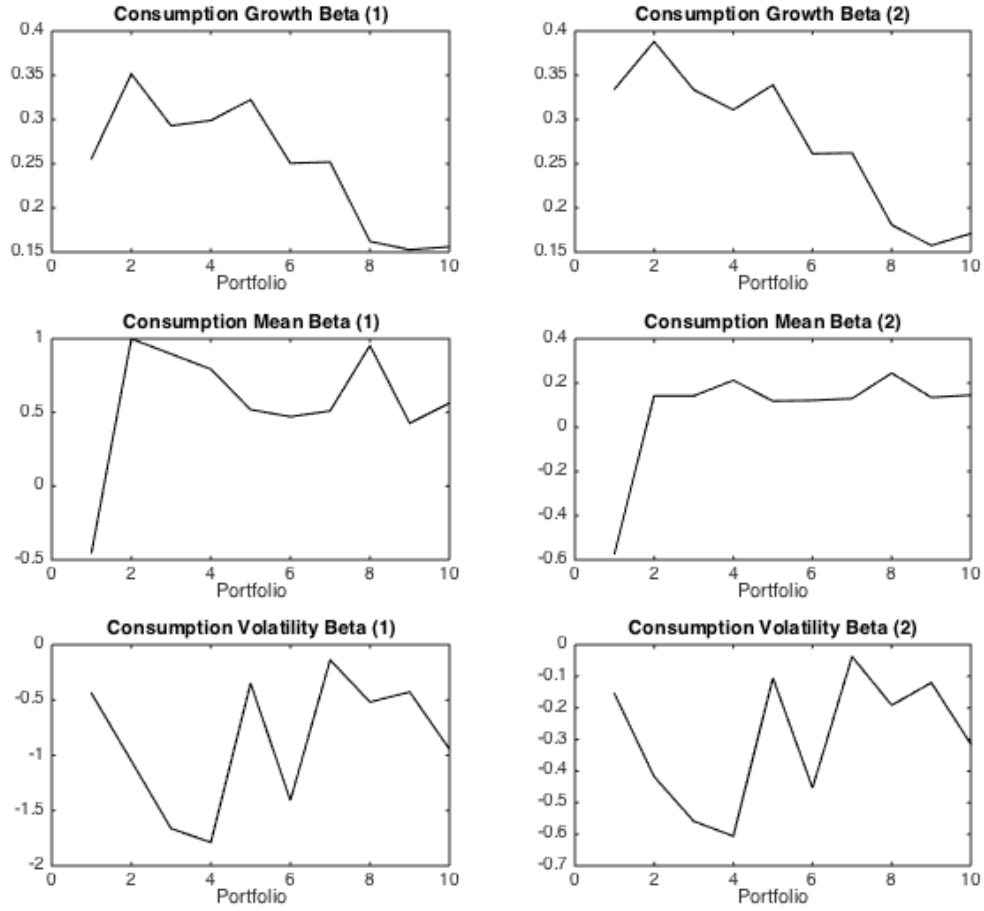 Consumption Growth Beta (1)
0.4
0.35
0.3
0.25
0.2
0.15
0 2 4 6 8 10
Portfolio
Consumption Growth Beta (2)
0.4
0.35
0.3
0.25
0.2
0.15
0 2 4 6 8 10
Portfolio
Consumption Mean Beta (1)
1
0.5
0
-0.5
0 2 4 6 8 10
Portfolio
Consumption Mean Beta (2)
0.4
0.2
0
-0.2
-0.4
-0.6
0 2 4 6 8 10
Portfolio
Consumption Volatility Beta (1)
0
-0.5
-1
-1.5
-2
0 2 4 6 8 10
Portfolio
Consumption Volatility Beta (2)
0
-0.1
-0.2
-0.3
-0.4
-0.5
-0.6
-0.7
0 2 4 6 8 10
Portfolio